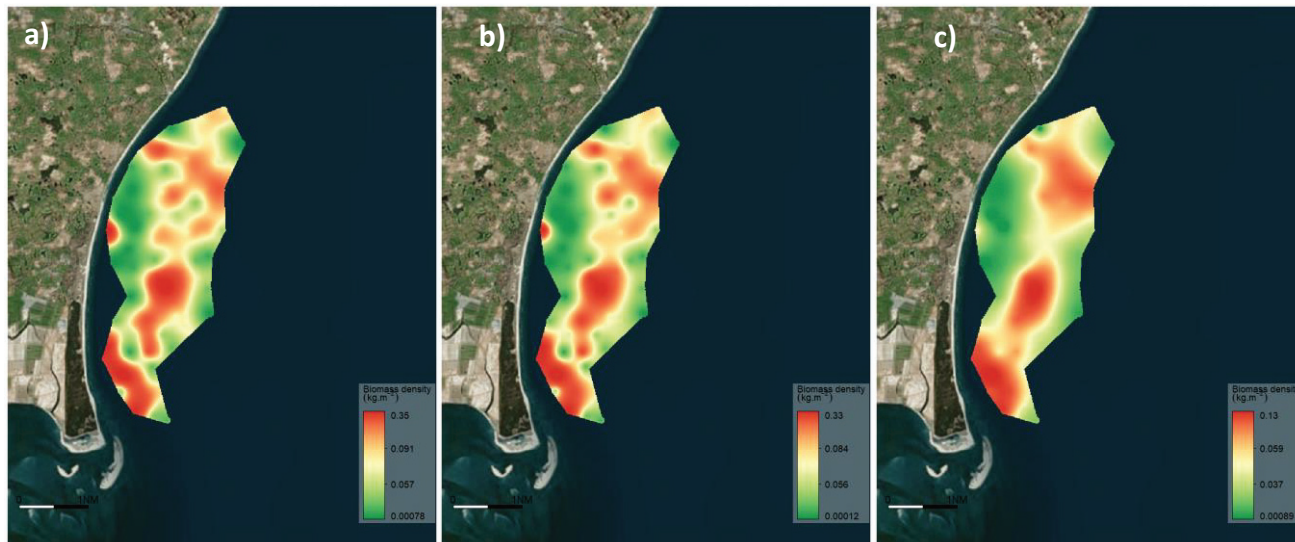 a)
Biomass density
(kg.m⁻²)
0.35
0.091
0.057
0.00078
0 1NM
b)
Biomass density
(kg.m⁻²)
0.33
0.084
0.056
0.00012
0 1NM
c)
Biomass density
(kg.m⁻²)
0.13
0.059
0.037
0.00089
0 1NM